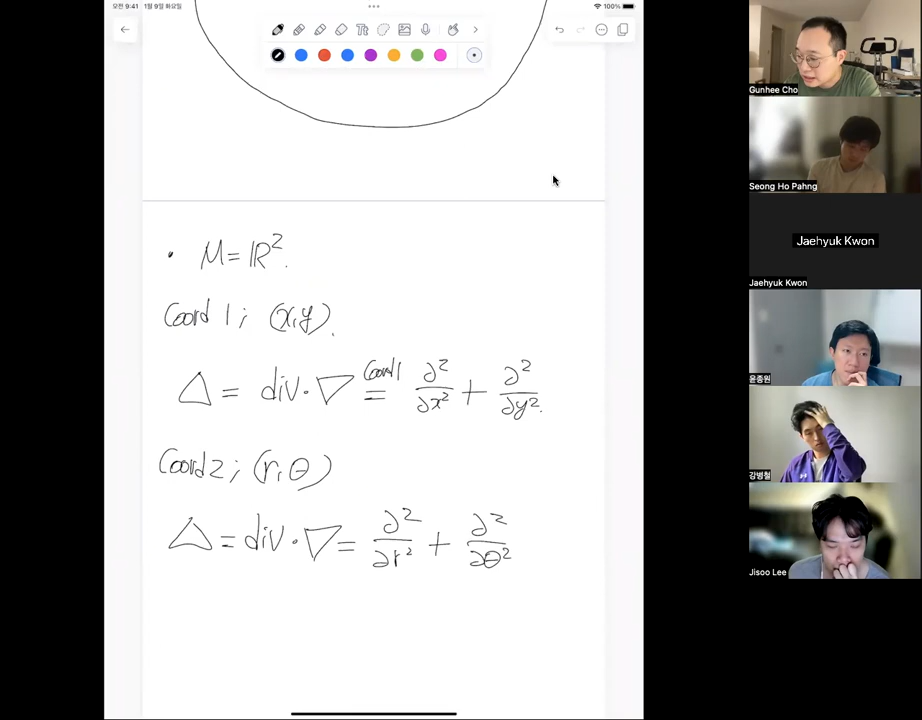 오전 9:41 1월 9일 화요일
100%
Gunhee Cho
Seong Ho Pahng
Jaehyuk Kwon
Jaehyuk Kwon
윤종원
강병철
Jisoo Lee
• M = ℝ².
Coord 1; (x,y).
△ = div·▽ =^{Coord1} ∂²/∂x² + ∂²/∂y².
Coord 2; (r,θ)
△ = div·▽ = ∂²/∂r² + ∂²/∂θ²